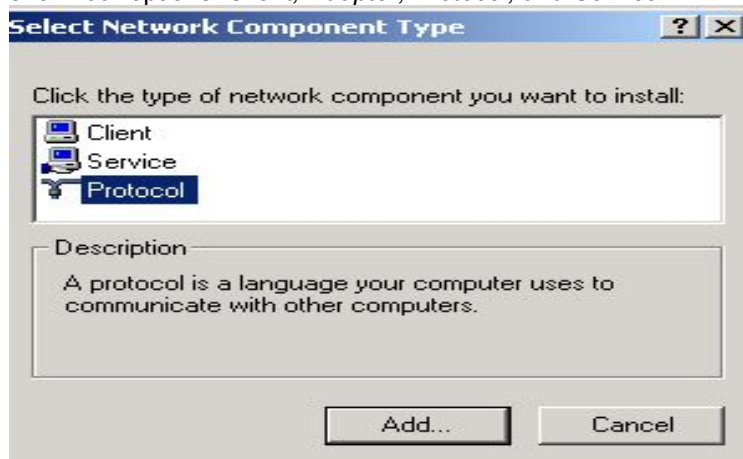 Select Network Component Type
Click the type of network component you want to install:
Client
Service
Protocol
Description
A protocol is a language your computer uses to
communicate with other computers.
Add...
Cancel